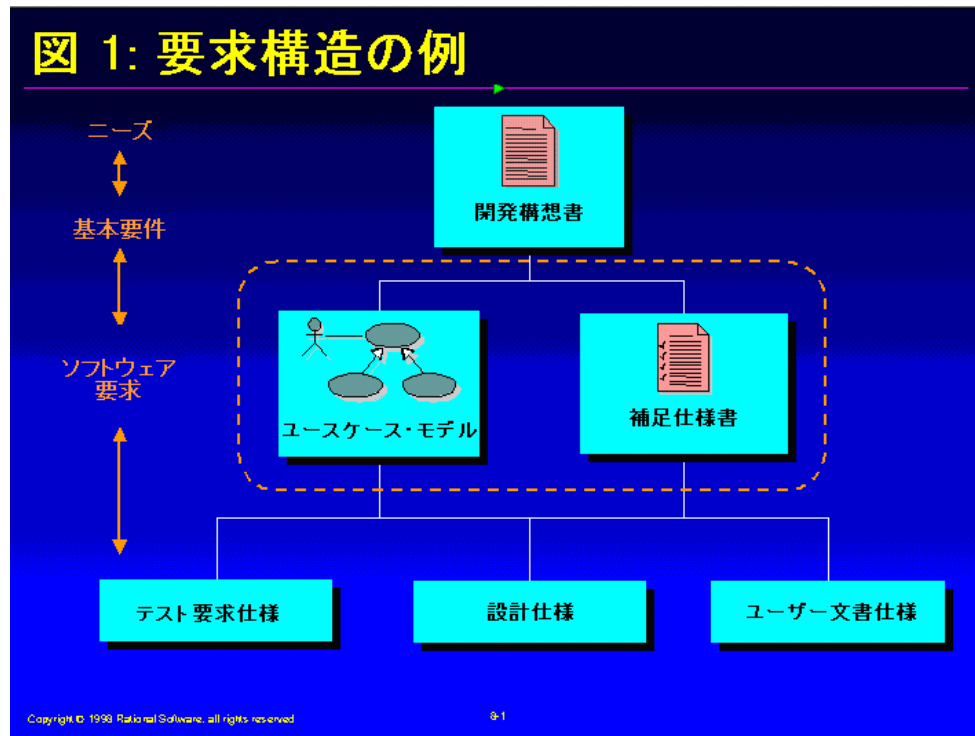 図 1: 要求構造の例
ニーズ
基本要件
ソフトウェア
要求
開発構想書
ユースケース・モデル
補足仕様書
テスト要求仕様
設計仕様
ユーザー文書仕様
Copyright © 1998 Rational Software, all rights reserved
8-1